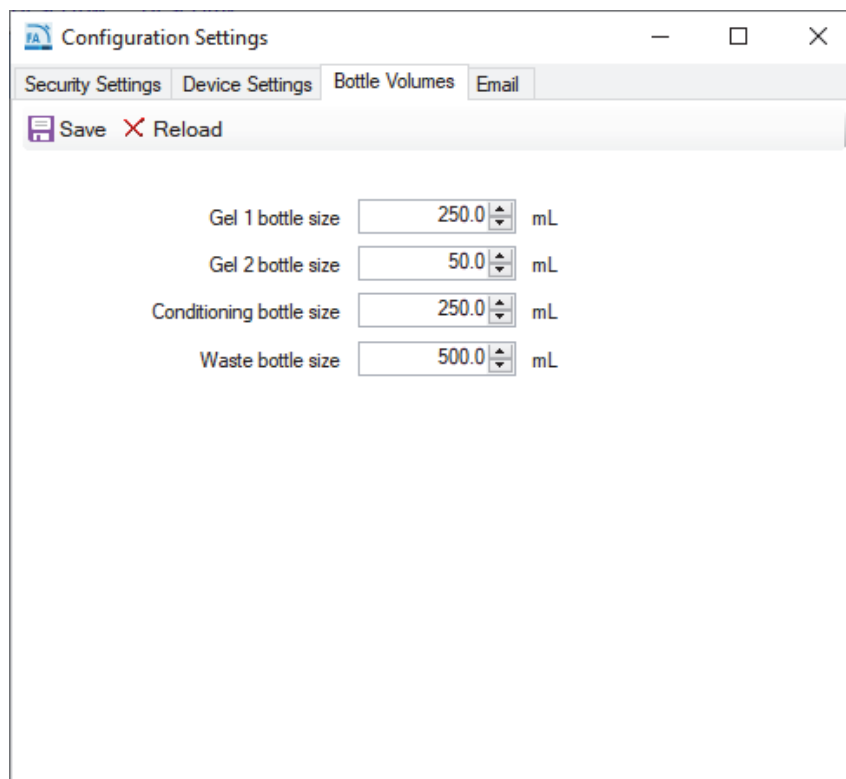 FA Configuration Settings
Security Settings Device Settings Bottle Volumes Email
Save Reload
Gel 1 bottle size 250.0 mL
Gel 2 bottle size 50.0 mL
Conditioning bottle size 250.0 mL
Waste bottle size 500.0 mL